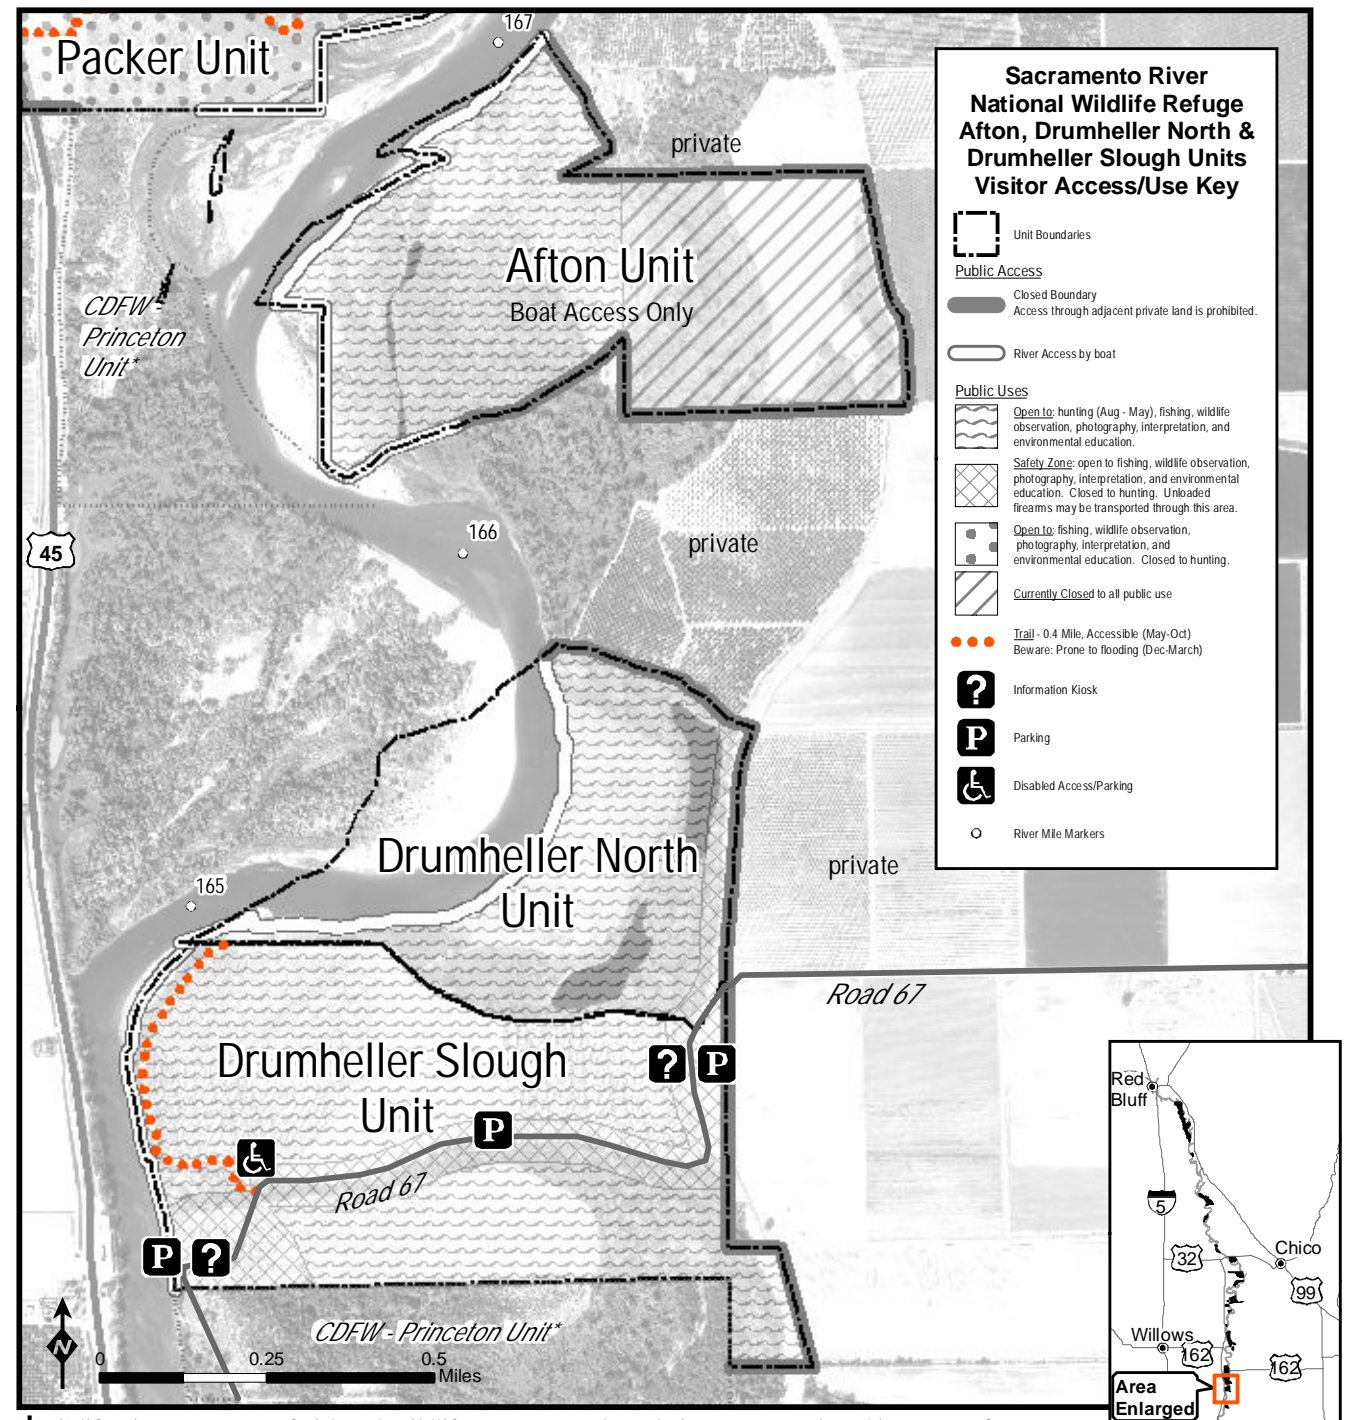 Packer Unit
167
private
Afton Unit
Boat Access Only
CDFW -
Princeton
Unit*
45
166
private
165
Drumheller North
Unit
private
Road 67
Drumheller Slough
Unit
?
P
P
Road 67
P
?
CDFW - Princeton Unit*
N
0
0.25
0.5
Miles
Sacramento River
National Wildlife Refuge
Afton, Drumheller North &
Drumheller Slough Units
Visitor Access/Use Key
Unit Boundaries
Public Access
Closed Boundary
Access through adjacent private land is prohibited.
River Access by boat
Public Uses
Open to: hunting (Aug - May), fishing, wildlife
observation, photography, interpretation, and
environmental education.
Safety Zone: open to fishing, wildlife observation,
photography, interpretation, and environmental
education. Closed to hunting. Unloaded
firearms may be transported through this area.
Open to: fishing, wildlife observation,
photography, interpretation, and
environmental education. Closed to hunting.
Currently Closed to all public use
Trail - 0.4 Mile, Accessible (May-Oct)
Beware: Prone to flooding (Dec-March)
?
Information Kiosk
P
Parking
Disabled Access/Parking
River Mile Markers
Red
Bluff
5
32
Chico
99
Willows
162
162
Area
Enlarged